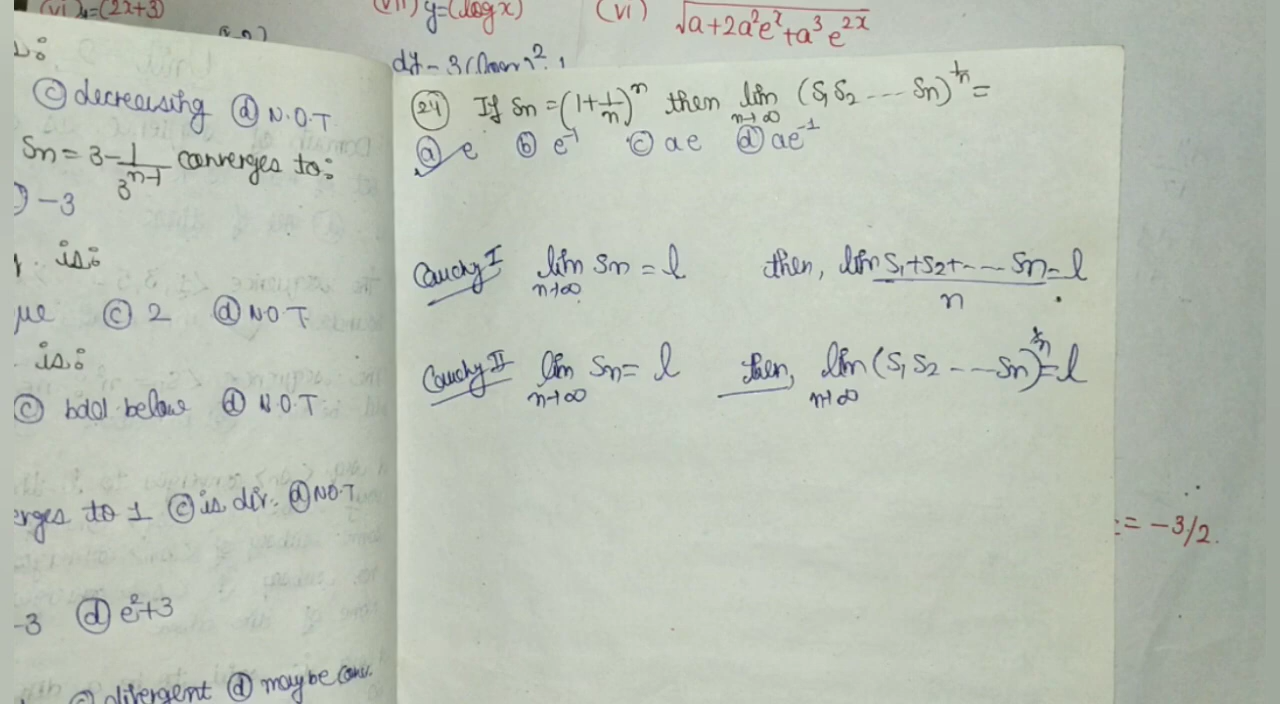 (vi) y=(2x+3)
(vii) y=(log x)
(vi) √a+2a²eˣ+a³e²ˣ
s:
ⓒ decreasing ⓓ N.O.T
Sn = 3-1/3ⁿ⁻¹ converges to:
) -3
is:
ⓒ 2 ⓓ N.O.T
is:
ⓒ bdd below ⓓ N.O.T
erges to 1 ⓒ is div. ⓓ N.O.T
-3 ⓓ e²+3
ⓒ divergent ⓓ maybe conv.
(24) If Sn = (1+1/n)ⁿ then lim n→∞ (S₁S₂ ---- Sn)^1/n =
ⓐ e ⓑ e⁻¹ ⓒ ae ⓓ ae⁻¹
Cauchy I lim n→∞ Sn = l then, lim S₁+S₂+---- Sn/n = l
Cauchy II lim n→∞ Sn = l then, lim n→∞ (S₁S₂ ---- Sn)^1/n = l
= -3/2.